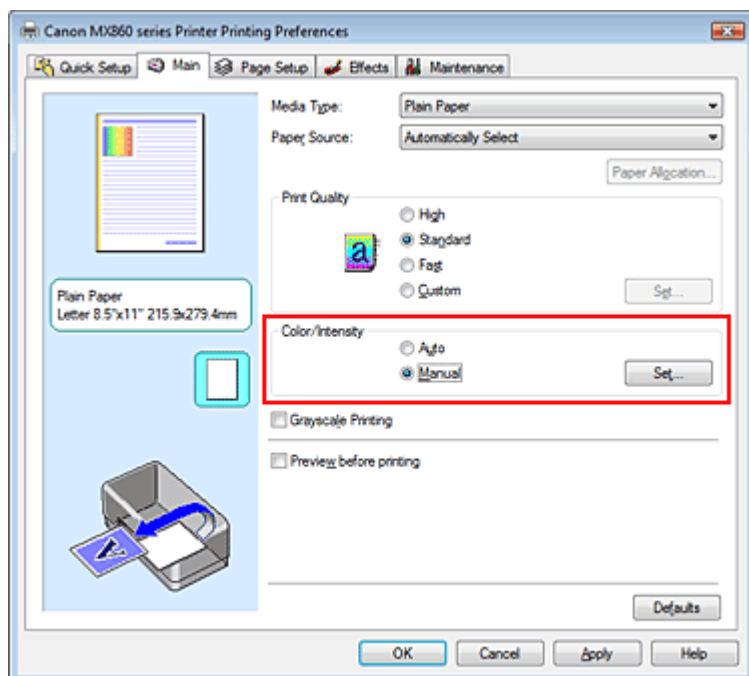 Canon MX860 series Printer Printing Preferences
Quick Setup Main Page Setup Effects Maintenance
Media Type: Plain Paper
Paper Source: Automatically Select
Paper Allocation...
Print Quality
High
a Standard
Fast
Custom Set...
Plain Paper
Letter 8.5"x11" 215.9x279.4mm
Color/Intensity
Auto
Manual Set...
Grayscale Printing
Preview before printing
Defaults
OK Cancel Apply Help